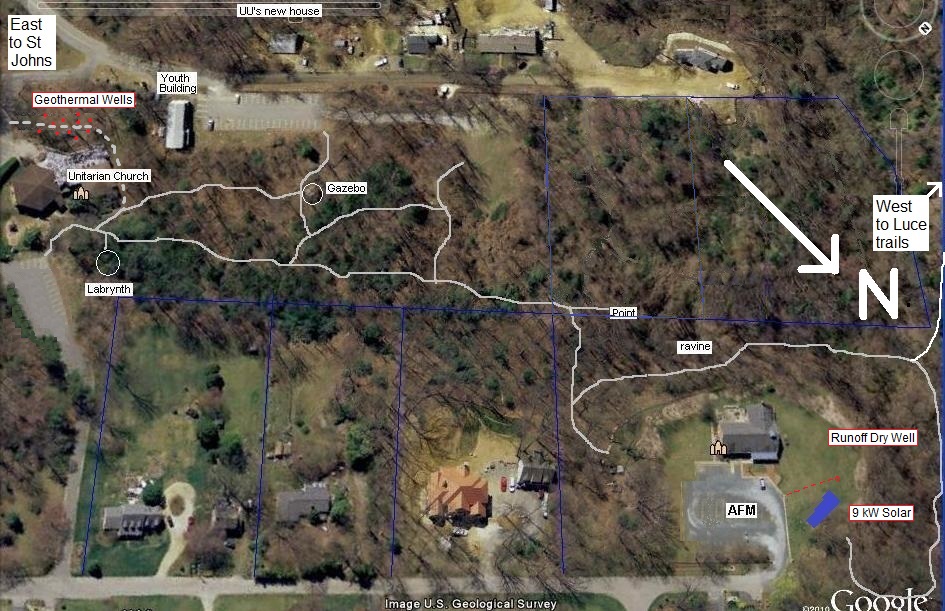 UU's new house
East
to St
Johns
Youth
Building
Geothermal Wells
Unitarian Church
Gazebo
West
to Luce
trails
N
N
Labrynth
Point
ravine
Runoff Dry Well
AFM
9 kW Solar
Image U.S. Geological Survey
©2010 Google